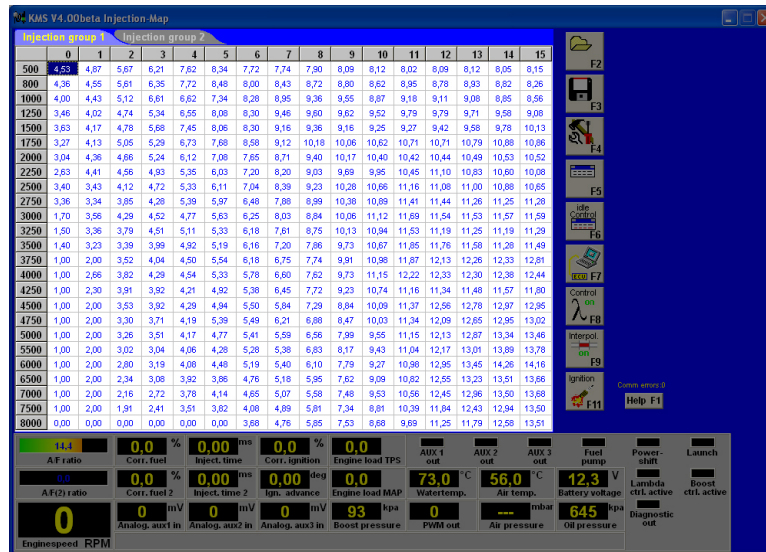 KMS V4.00beta Injection-Map
Injection group 1 Injection group 2
0 1 2 3 4 5 6 7 8 9 10 11 12 13 14 15
500 4,53 4,87 5,67 6,21 7,62 8,34 7,72 7,74 7,90 8,09 8,12 8,02 8,09 8,12 8,05 8,15
800 4,36 4,55 5,61 6,35 7,72 8,48 8,00 8,43 8,72 8,80 8,62 8,95 8,78 8,93 8,82 8,26
1000 4,00 4,43 5,12 6,61 6,62 7,34 8,28 8,95 9,36 9,55 8,87 9,18 9,11 9,08 8,85 8,56
1250 3,46 4,02 4,74 5,34 6,55 8,08 8,30 9,46 9,60 9,62 9,52 9,79 9,79 9,71 9,58 9,08
1500 3,63 4,17 4,78 5,68 7,45 8,06 8,30 9,16 9,36 9,16 9,25 9,27 9,42 9,58 9,78 10,13
1750 3,27 4,13 5,05 5,29 6,73 7,68 8,58 9,12 10,18 10,06 10,62 10,71 10,71 10,79 10,88 10,86
2000 3,04 4,36 4,66 5,24 6,12 7,08 7,65 8,71 9,40 10,17 10,40 10,42 10,44 10,49 10,53 10,52
2250 2,63 4,41 4,56 4,93 5,35 6,03 7,20 8,20 9,03 9,69 9,95 10,45 11,10 10,83 10,60 10,08
2500 3,40 3,43 4,12 4,72 5,33 6,11 7,04 8,39 9,23 10,28 10,66 11,16 11,08 11,00 10,88 10,65
2750 3,36 3,34 3,85 4,28 5,39 5,97 6,48 7,88 8,99 10,38 10,89 11,41 11,44 11,26 11,25 11,28
3000 1,70 3,56 4,29 4,52 4,77 5,63 6,25 8,03 8,84 10,06 11,12 11,69 11,54 11,53 11,57 11,59
3250 1,50 3,36 3,79 4,51 5,11 5,33 6,18 7,61 8,75 10,13 10,94 11,53 11,19 11,25 11,19 11,29
3500 1,40 3,23 3,39 3,99 4,92 5,19 6,16 7,20 7,86 9,73 10,67 11,85 11,76 11,58 11,28 11,49
3750 1,00 2,00 3,52 4,04 4,50 5,54 6,18 6,75 7,74 9,91 10,98 11,87 12,13 12,26 12,33 12,81
4000 1,00 2,66 3,82 4,29 4,54 5,33 5,78 6,60 7,62 9,73 11,15 12,22 12,33 12,30 12,38 12,44
4250 1,00 2,30 3,91 3,92 4,21 4,92 5,38 6,45 7,72 9,23 10,74 11,16 11,34 11,48 11,57 11,80
4500 1,00 2,00 3,53 3,92 4,29 4,94 5,50 5,84 7,29 8,84 10,09 11,37 12,56 12,78 12,97 12,95
4750 1,00 2,00 3,30 3,71 4,19 5,39 5,49 6,21 6,88 8,47 10,03 11,34 12,09 12,65 12,95 13,02
5000 1,00 2,00 3,26 3,51 4,17 4,77 5,41 5,59 6,56 7,99 9,55 11,15 12,13 12,87 13,34 13,46
5500 1,00 2,00 3,02 3,04 4,06 4,28 5,28 5,38 6,83 8,17 9,43 11,04 12,17 13,01 13,89 13,78
6000 1,00 2,80 3,19 4,08 4,48 5,19 5,40 6,10 7,79 9,27 10,98 12,95 13,45 14,26 14,16
6500 1,00 2,00 2,34 3,08 3,92 3,86 4,76 5,18 5,95 7,62 9,09 10,82 12,55 13,23 13,51 13,66
7000 1,00 2,00 2,16 2,72 3,78 4,14 4,65 5,07 5,58 7,48 9,53 10,56 12,45 12,96 13,50 13,68
7500 1,00 2,00 1,91 2,41 3,51 3,82 4,08 4,89 5,81 7,34 8,81 10,39 11,84 12,43 12,94 13,50
8000 0,00 0,00 0,00 0,00 0,00 0,00 3,68 4,76 5,85 7,53 8,68 9,69 11,25 11,79 12,58 13,51
F2
F3
F4
F5
idle
Control
F6
ECU F7
Control
on
λ F8
Interpol.
on
F9
Ignition
F11
Comm errors:0
Help F1
14,4
A/F ratio
0,0 %
Corr. fuel
0,00 ms
Inject. time
0,0 %
Corr. ignition
0,0
Engine load TPS
AUX 1
out
AUX 2
out
AUX 3
out
Fuel
pump
Power-
shift
Launch
A/F(2) ratio
0,0 %
Corr. fuel 2
0,00 ms
Inject. time 2
0,00 deg
Ign. advance
0,0
Engine load MAP
73,0 °C
Watertemp.
56,0 °C
Air temp.
12,3 V
Battery voltage
Lambda
ctrl. active
Boost
ctrl. active
0
Enginespeed RPM
0 mV
Analog. aux1 in
0 mV
Analog. aux2 in
0 mV
Analog. aux3 in
93 kpa
Boost pressure
0
PWM out
--- mbar
Air pressure
645 kpa
Oil pressure
Diagnostic
out